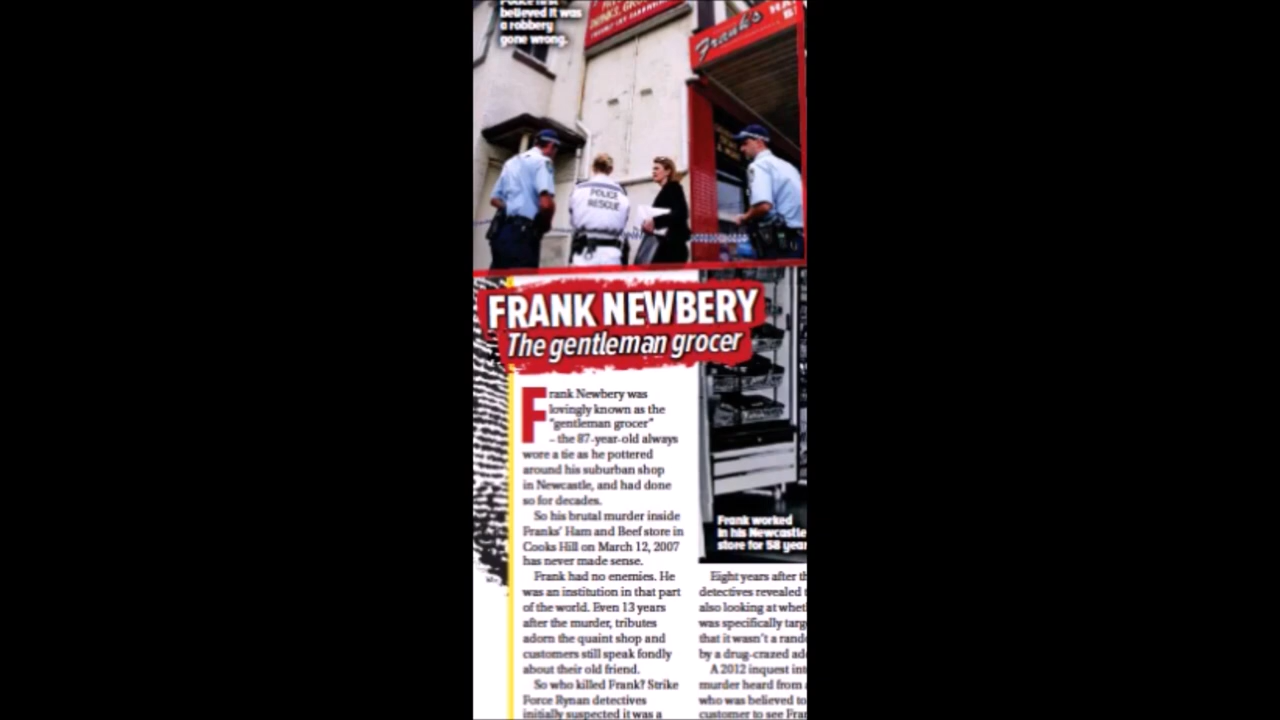 Police first
believed it was
a robbery
gone wrong.
Frank's
POLICE
RESCUE
FRANK NEWBERY
The gentleman grocer
Frank Newbery was
lovingly known as the
"gentleman grocer"
– the 87-year-old always
wore a tie as he pottered
around his suburban shop
in Newcastle, and had done
so for decades.
So his brutal murder inside
Franks' Ham and Beef store in
Cooks Hill on March 12, 2007
has never made sense.
Frank had no enemies. He
was an institution in that part
of the world. Even 13 years
after the murder, tributes
adorn the quaint shop and
customers still speak fondly
about their old friend.
So who killed Frank? Strike
Force Rynan detectives
initially suspected it was a
Frank worked
in his Newcastle
store for 58 year
Eight years after th
detectives revealed t
also looking at whet
was specifically targ
that it wasn't a rand
by a drug-crazed ad
A 2012 inquest int
murder heard from
who was believed to
customer to see Fran